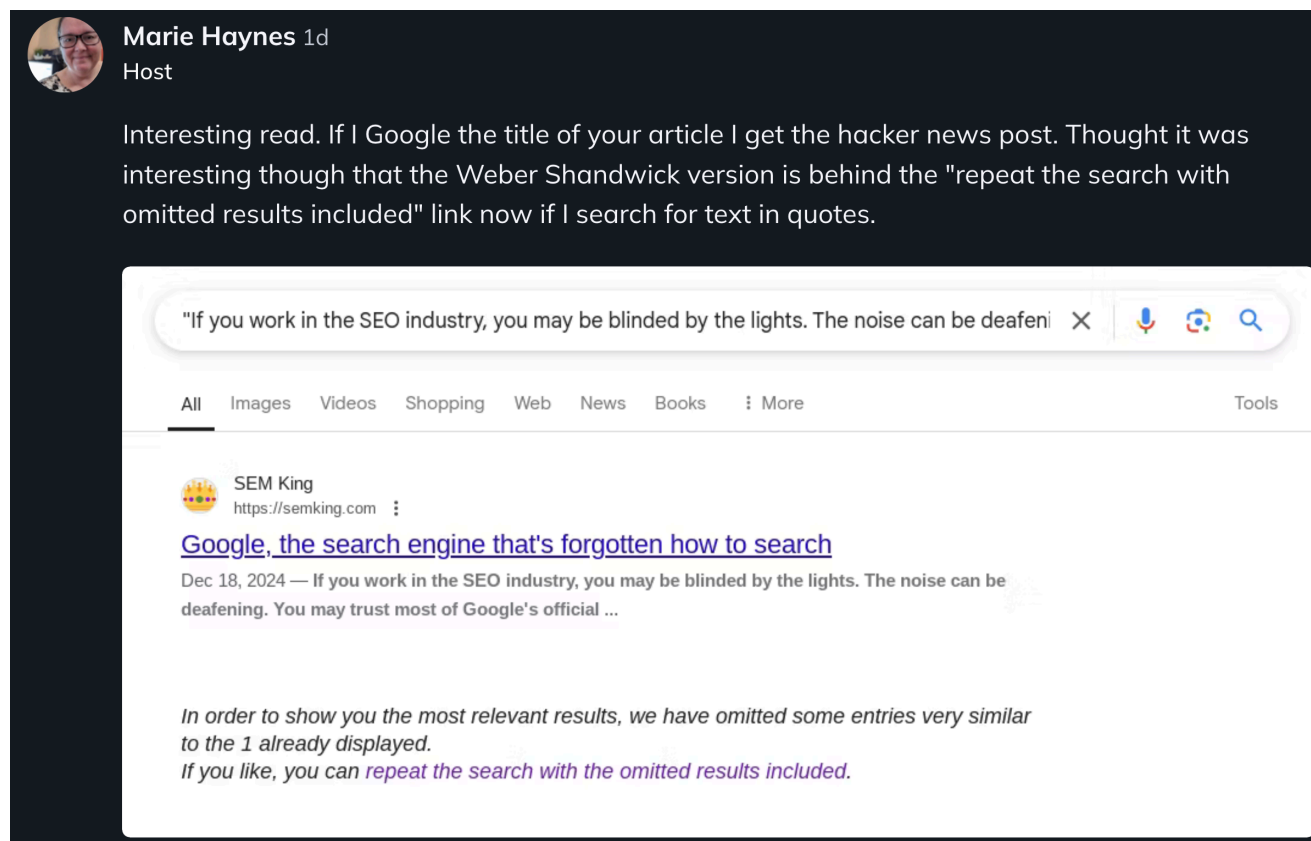 Marie Haynes 1d
Host
Interesting read. If I Google the title of your article I get the hacker news post. Thought it was
interesting though that the Weber Shandwick version is behind the "repeat the search with
omitted results included" link now if I search for text in quotes.
"If you work in the SEO industry, you may be blinded by the lights. The noise can be deafeni
All Images Videos Shopping Web News Books More Tools
SEM King
https://semking.com
Google, the search engine that's forgotten how to search
Dec 18, 2024 — If you work in the SEO industry, you may be blinded by the lights. The noise can be
deafening. You may trust most of Google's official ...
In order to show you the most relevant results, we have omitted some entries very similar
to the 1 already displayed.
If you like, you can repeat the search with the omitted results included.